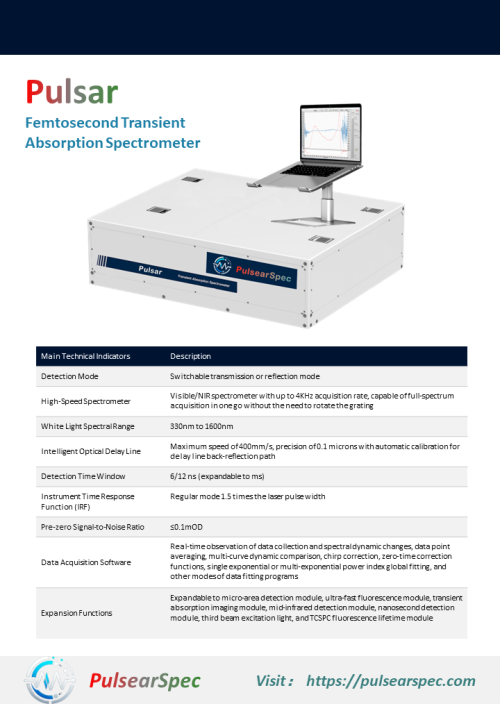 Pulsar
Femtosecond Transient
Absorption Spectrometer
Pulsar
Transient Absorption Spectrometer
PulsearSpec
Main Technical Indicators Description
Detection Mode Switchable transmission or reflection mode
High-Speed Spectrometer Visible/NIR spectrometer with up to 4KHz acquisition rate, capable of full-spectrum
acquisition in one go without the need to rotate the grating
White Light Spectral Range 330nm to 1600nm
Intelligent Optical Delay Line Maximum speed of 400mm/s, precision of 0.1 microns with automatic calibration for
delay line back-reflection path
Detection Time Window 6/12 ns (expandable to ms)
Instrument Time Response
Function (IRF) Regular mode 1.5 times the laser pulse width
Pre-zero Signal-to-Noise Ratio ≤0.1mOD
Data Acquisition Software Real-time observation of data collection and spectral dynamic changes, data point
averaging, multi-curve dynamic comparison, chirp correction, zero-time correction
functions, single exponential or multi-exponential power index global fitting, and
other modes of data fitting programs
Expansion Functions Expandable to micro-area detection module, ultra-fast fluorescence module, transient
absorption imaging module, mid-infrared detection module, nanosecond detection
module, third beam excitation light, and TCSPC fluorescence lifetime module
PulsearSpec
Visit： https://pulsearspec.com